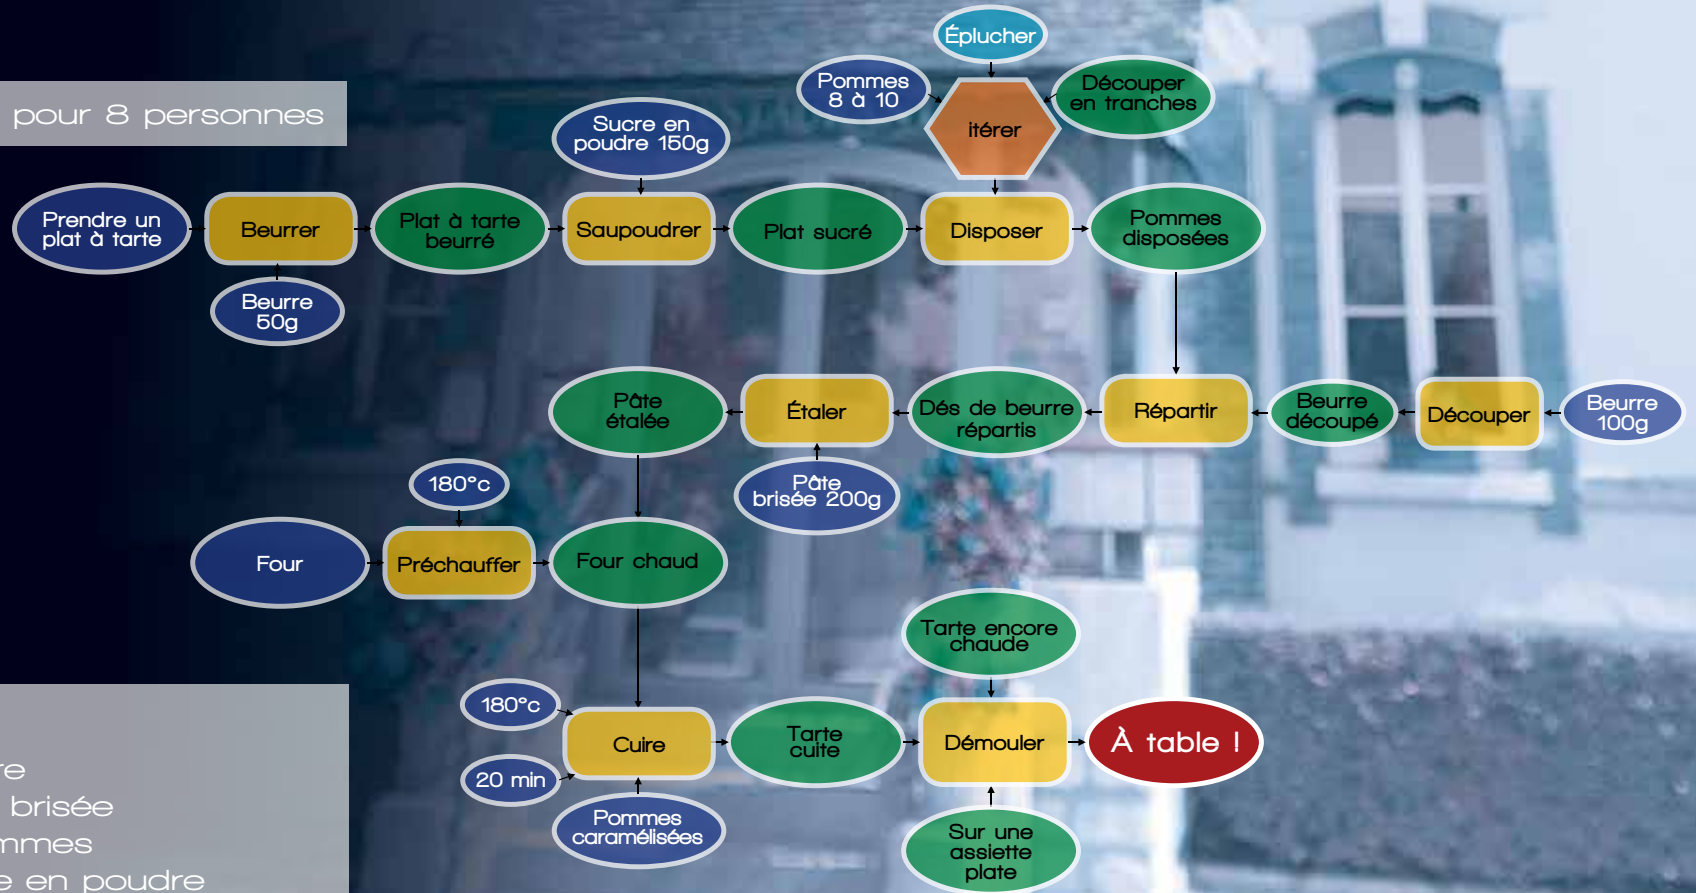 Éplucher
Pommes
8 à 10
Découper
en tranches
pour 8 personnes
Sucre en
poudre 150g
itérer
Prendre un
plat à tarte
Beurrer
Plat à tarte
beurré
Saupoudrer
Plat sucré
Disposer
Pommes
disposées
Beurre
50g
Pâte
étalée
Étaler
Dés de beurre
répartis
Répartir
Beurre
découpé
Découper
Beurre
100g
180°c
Pâte
brisée 200g
Four
Préchauffer
Four chaud
Tarte encore
chaude
180°c
Cuire
Tarte
cuite
Démouler
À table !
20 min
Pommes
caramélisées
Sur une
assiette
plate
brisée
en poudre